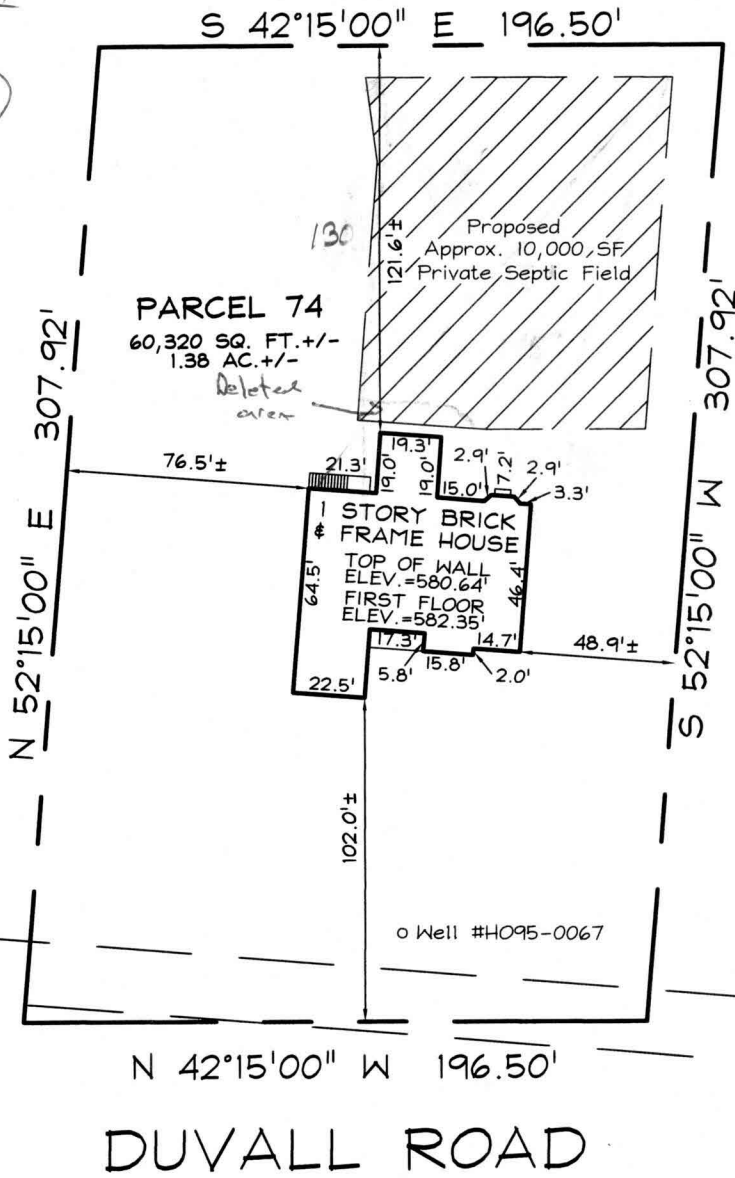 S 42°15'00" E 196.50'
130
121.6'±
Proposed
Approx. 10,000 SF
Private Septic Field
PARCEL 74
60,320 SQ. FT.+/-
1.38 AC.+/-
Deleted
area
N 52°15'00" E 307.92'
S 52°15'00" W 307.92'
76.5'±
21.3'
19.0'
19.3'
19.0'
15.0'
2.9'
7.2'
2.9'
3.3'
1 STORY BRICK
& FRAME HOUSE
TOP OF WALL
ELEV.=580.64'
FIRST FLOOR
ELEV.=582.35'
64.5'
46.4'
17.3'
14.7'
48.9'±
5.8'
15.8'
2.0'
22.5'
102.0'±
Well #HO95-0067
N 42°15'00" W 196.50'
DUVALL ROAD